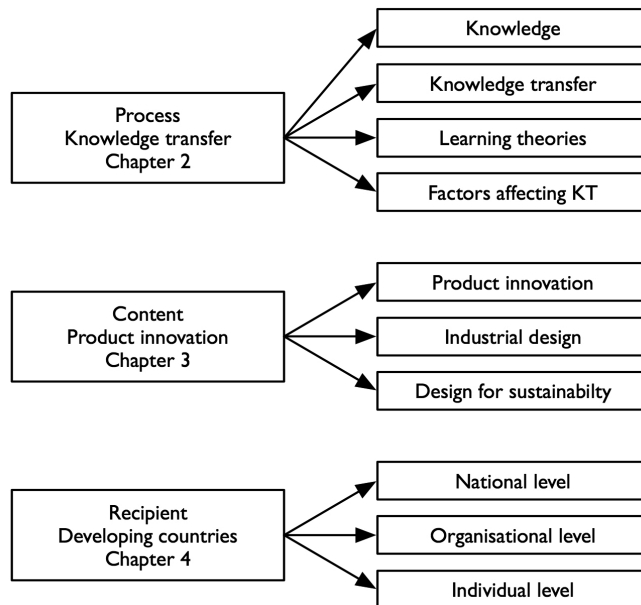 Process
Knowledge transfer
Chapter 2
Knowledge
Knowledge transfer
Learning theories
Factors affecting KT
Content
Product innovation
Chapter 3
Product innovation
Industrial design
Design for sustainabilty
Recipient
Developing countries
Chapter 4
National level
Organisational level
Individual level